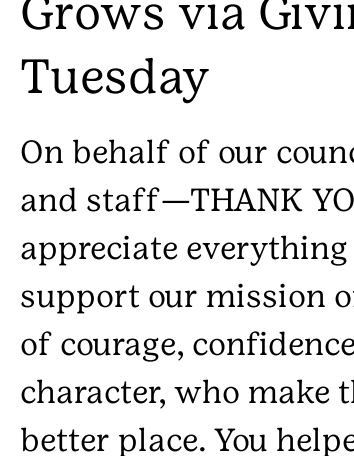 Grows via Givi
Tuesday
On behalf of our counc
and staff—THANK YO
appreciate everything
support our mission o
of courage, confidence
character, who make th
better place. You helpe